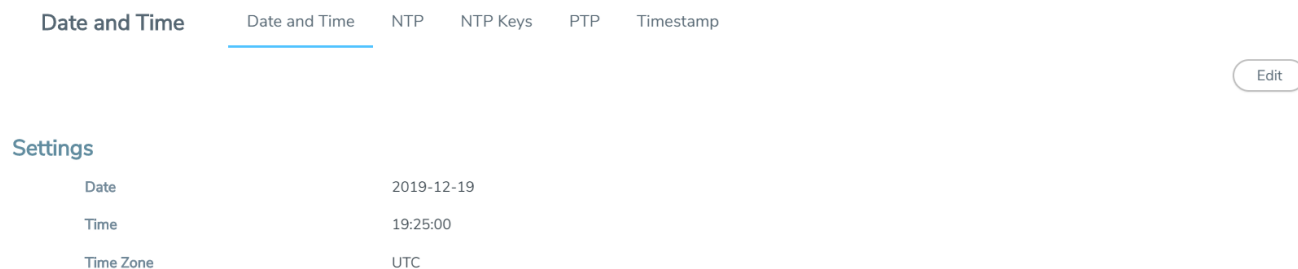 Date and Time Date and Time NTP NTP Keys PTP Timestamp
Edit
Settings
Date 2019-12-19
Time 19:25:00
Time Zone UTC